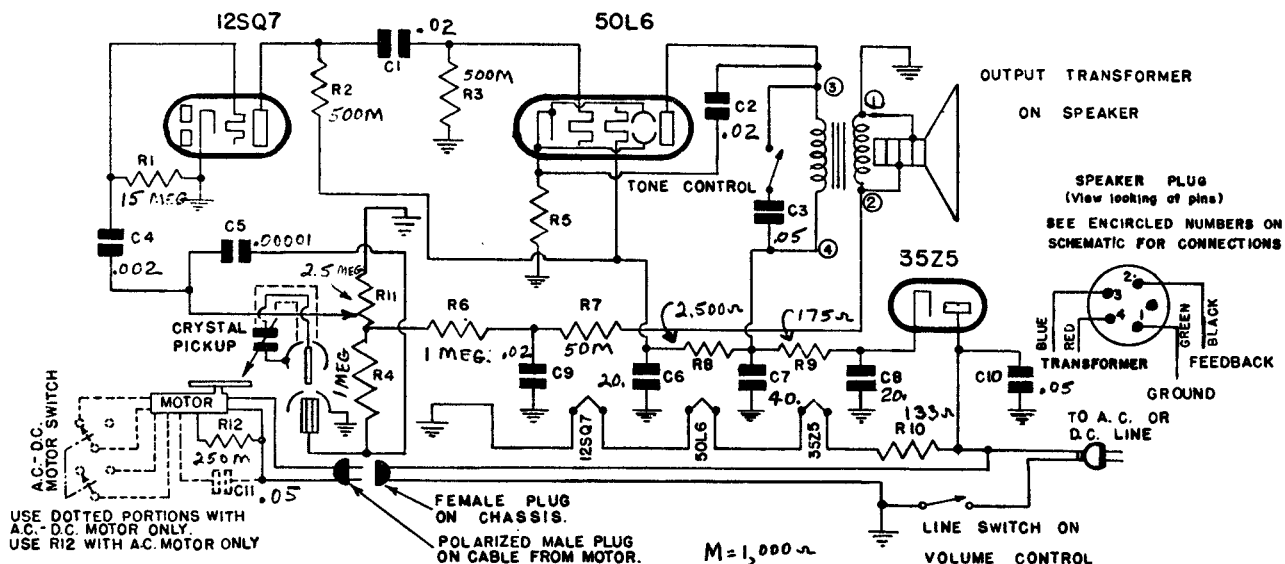 12SQ7
50L6
.02
C1
R2
500M
500M
R3
C2
.02
③
①
OUTPUT TRANSFORMER
ON SPEAKER
R1
15 MEG
TONE CONTROL
R5
C3
.05
②
④
SPEAKER PLUG
(View looking at pins)
SEE ENCIRCLED NUMBERS ON
SCHEMATIC FOR CONNECTIONS
C4
.002
C5
.00001
2.5 MEG
R11
35Z5
CRYSTAL
PICKUP
R6
1 MEG.
R7
50M
2,500Ω
175Ω
R8
R9
.02
C9
20.
C6
C7
40.
C8
20.
C10
.05
1MEG
R4
3
2.
4
1
BLUE
RED
GREEN
BLACK
TRANSFORMER
FEEDBACK
GROUND
MOTOR
R12
250M
C11
.05
A.C.-D.C.
MOTOR SWITCH
12SQ7
50L6
35Z5
133Ω
R10
TO A.C. OR
D.C. LINE
FEMALE PLUG
ON CHASSIS.
POLARIZED MALE PLUG
ON CABLE FROM MOTOR.
LINE SWITCH ON
VOLUME CONTROL
USE DOTTED PORTIONS WITH
A.C.-D.C. MOTOR ONLY.
USE R12 WITH A.C. MOTOR ONLY
M=1,000Ω